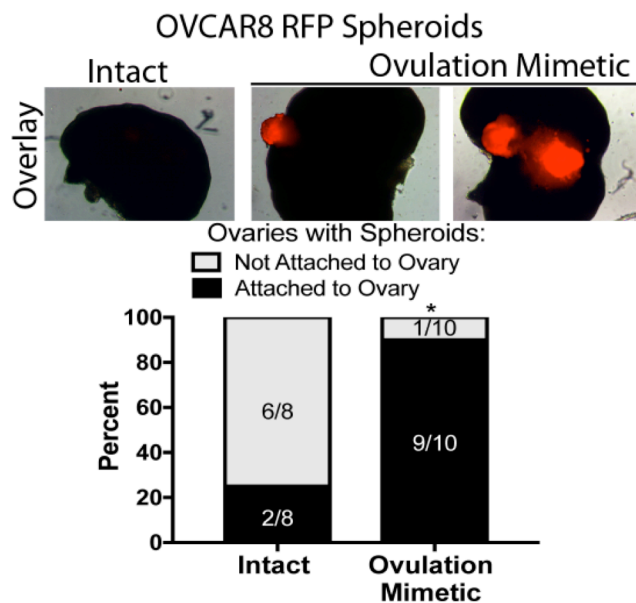 OVCAR8 RFP Spheroids
Intact
Ovulation Mimetic
Overlay
Ovaries with Spheroids:
Not Attached to Ovary
Attached to Ovary
*
100
80
60
40
20
0
Percent
6/8
2/8
1/10
9/10
Intact
Ovulation
Mimetic